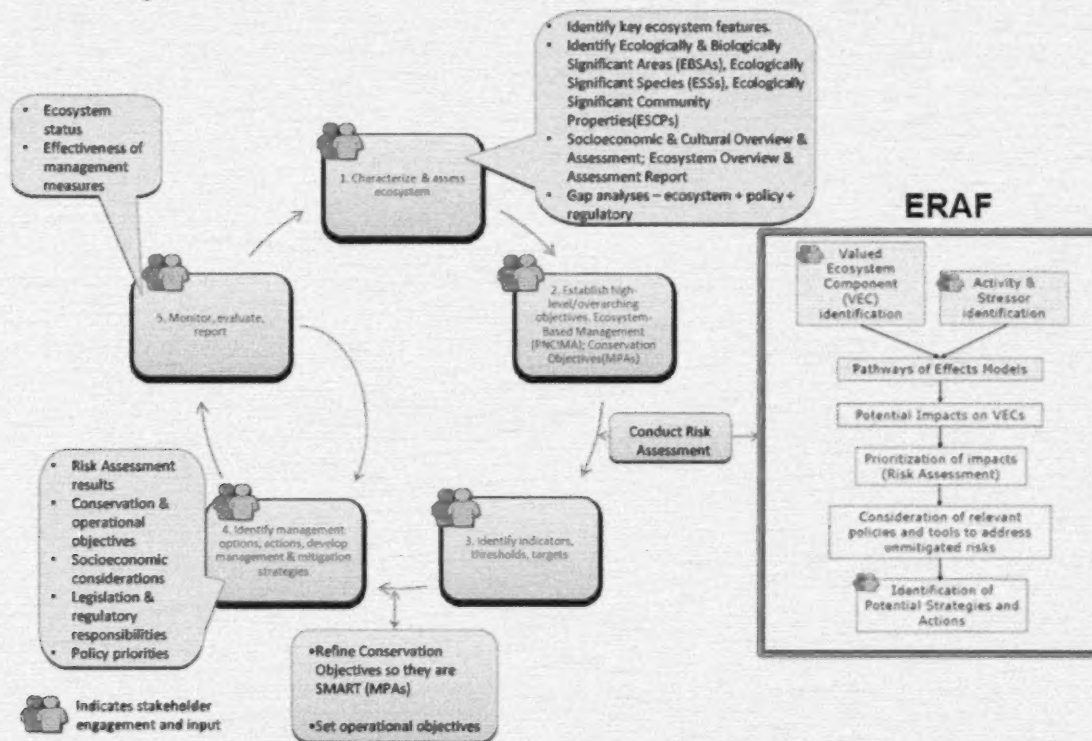 • Identify key ecosystem features.
• Identify Ecologically & Biologically
Significant Areas (EBSAs), Ecologically
Significant Species (ESSs), Ecologically
Significant Community
Properties(ESCPs)
• Socioeconomic & Cultural Overview &
Assessment; Ecosystem Overview &
Assessment Report
• Gap analyses – ecosystem + policy +
regulatory
• Ecosystem
status
• Effectiveness of
management
measures
1. Characterize & assess
ecosystem
2. Establish high-
level/overarching
objectives. Ecosystem-
Based Management
(PNCIMA); Conservation
Objectives(MPAs)
5. Monitor, evaluate,
report
Conduct Risk
Assessment
3. Identify indicators,
thresholds, targets
4. Identify management
options, actions, develop
management & mitigation
strategies
• Risk Assessment
results
• Conservation &
operational
objectives
• Socioeconomic
considerations
• Legislation &
regulatory
responsibilities
• Policy priorities
•Refine Conservation
Objectives so they are
SMART (MPAs)
•Set operational objectives
Indicates stakeholder
engagement and input
ERAF
Valued
Ecosystem
Component
(VEC)
identification
Activity &
Stressor
identification
Pathways of Effects Models
Potential Impacts on VECs
Prioritization of impacts
(Risk Assessment)
Consideration of relevant
policies and tools to address
unmitigated risks
Identification of
Potential Strategies and
Actions